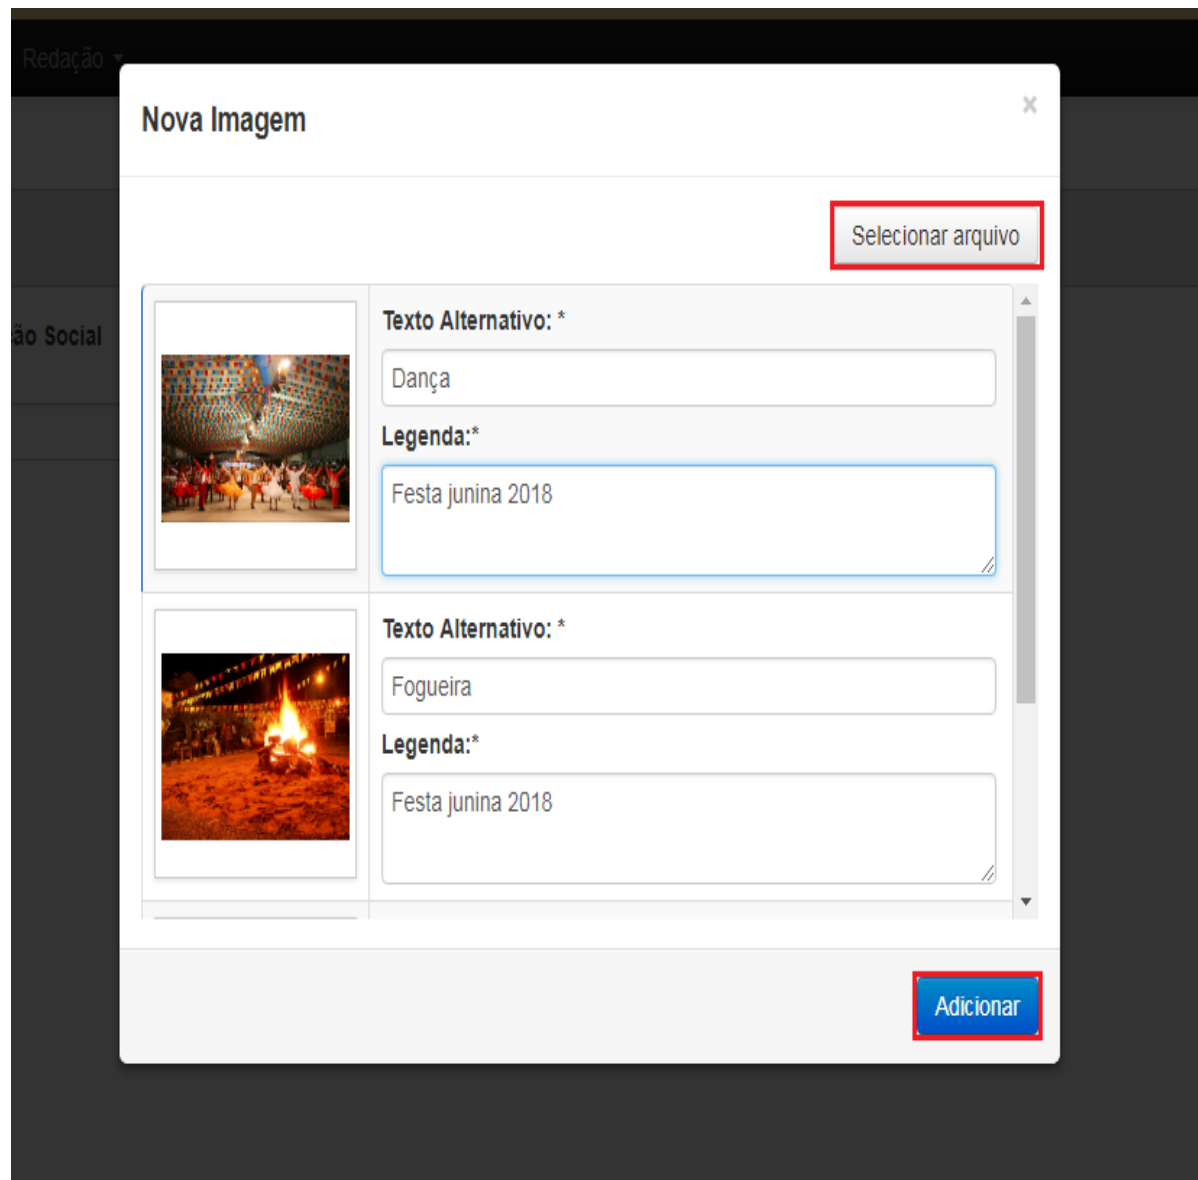 Redação
Nova Imagem
×
Selecionar arquivo
ão Social
Texto Alternativo: *
Dança
Legenda:*
Festa junina 2018
Texto Alternativo: *
Fogueira
Legenda:*
Festa junina 2018
Adicionar